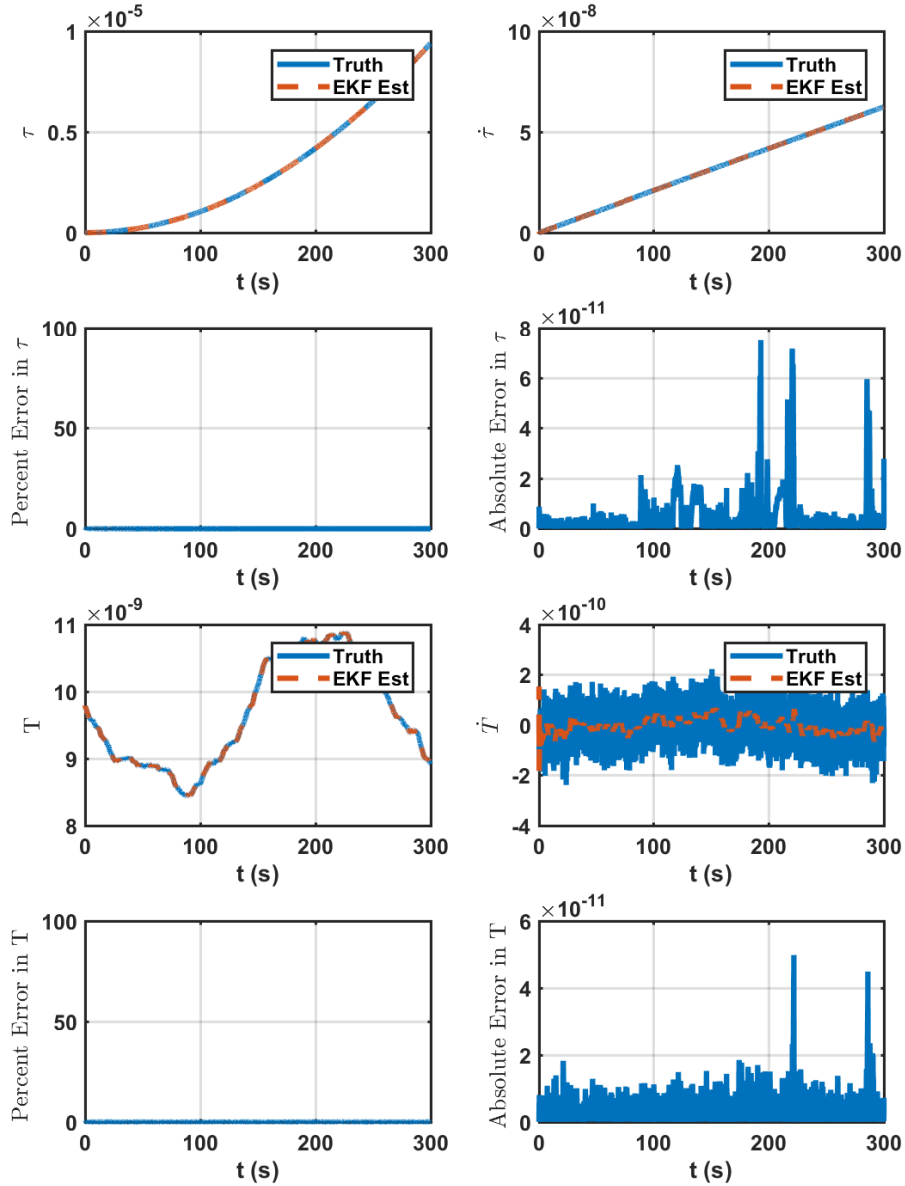 ×10⁻⁵
1
0.5
0
τ
0 100 200 300
t (s)
Truth
EKF Est
×10⁻⁸
10
5
0
τ̇
0 100 200 300
t (s)
Truth
EKF Est
100
50
0
Percent Error in τ
0 100 200 300
t (s)
×10⁻¹¹
8
6
4
2
0
Absolute Error in τ
0 100 200 300
t (s)
×10⁻⁹
11
10
9
8
T
0 100 200 300
t (s)
Truth
EKF Est
×10⁻¹⁰
4
2
0
-2
-4
Ṫ
0 100 200 300
t (s)
Truth
EKF Est
100
50
0
Percent Error in T
0 100 200 300
t (s)
×10⁻¹¹
6
4
2
0
Absolute Error in T
0 100 200 300
t (s)